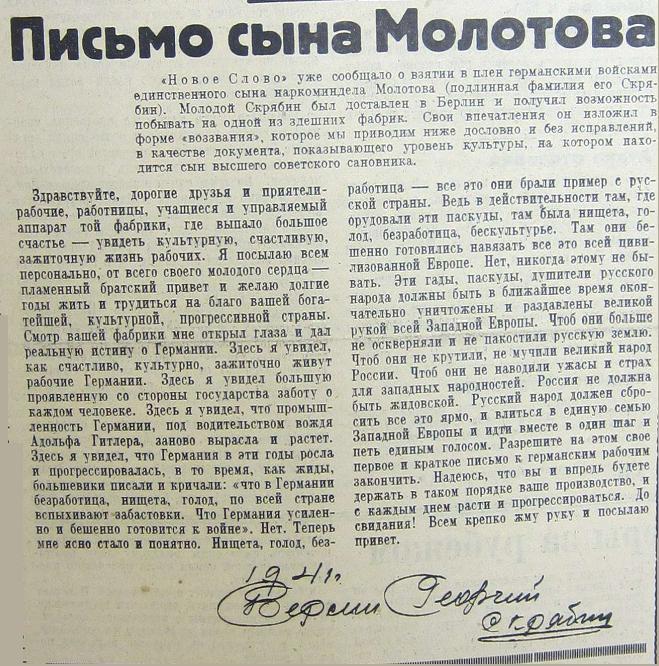 Письмо сына Молотова
«Новое Слово» уже сообщало о взятии в плен германскими войсками
единственного сына наркоминдела Молотова (подлинная фамилия его Скря-
бин). Молодой Скрябин был доставлен в Берлин и получил возможность
побывать на одной из здешних фабрик. Свои впечатления он изложил в
форме «воззвания», которое мы приводим ниже дословно и без исправлений,
в качестве документа, показывающего уровень культуры, на котором нахо-
дится сын высшего советского сановника.
Здравствуйте, дорогие друзья и приятели-
рабочие, работницы, учащиеся и управляемый
аппарат той фабрики, где выпало большое
счастье — увидеть культурную, счастливую,
зажиточную жизнь рабочих. Я посылаю всем
персонально, от всего своего молодого сердца —
пламенный братский привет и желаю долгие
годы жить и трудиться на благо вашей бога-
тейшей, культурной, прогрессивной страны.
Смотр вашей фабрики мне открыл глаза и дал
реальную истину о Германии. Здесь я увидел,
как счастливо, культурно, зажиточно живут
рабочие Германии. Здесь я увидел большую
проявленную со стороны государства заботу о
каждом человеке. Здесь я увидел, что промыш-
ленность Германии, под водительством вождя
Адольфа Гитлера, заново выросла и растет.
Здесь я увидел, что Германия в эти годы росла
и прогрессировалась, в то время, как жиды,
большевики писали и кричали: «что в Германии
безработица, нищета, голод, по всей стране
вспыхивают забастовки. Что Германия усилен-
но и бешенно готовится к войне». Нет. Теперь
мне ясно стало и понятно. Нищета, голод, без-
работица — все это они брали пример с рус-
ской страны. Ведь в действительности там, где
орудовали эти паскуды, там была нищета, го-
лод, безработица, бескультурье. Там они бе-
шенно готовились навязать все это всей циви-
лизованной Европе. Нет, никогда этому не бы-
вать. Эти гады, паскуды, душители русского
народа должны быть в ближайшее время окон-
чательно уничтожены и раздавлены великой
рукой всей Западной Европы. Чтоб они больше
не оскверняли и не пакостили русскую землю.
Чтоб они не крутили, не мучили великий народ
России. Чтоб они не наводили ужасы и страх
для западных народностей. Россия не должна
быть жидовской. Русский народ должен сбро-
сить все это ярмо, и влиться в единую семью
Западной Европы и идти вместе в один шаг и
петь единым голосом. Разрешите на этом свое
первое и краткое письмо к германским рабочим
закончить. Надеюсь, что вы и впредь будете
держать в таком порядке ваше производство, и
с каждым днем расти и прогрессироваться. До
свидания! Всем крепко жму руку и посылаю
привет.
1941 г.
Георгий
Скрябин